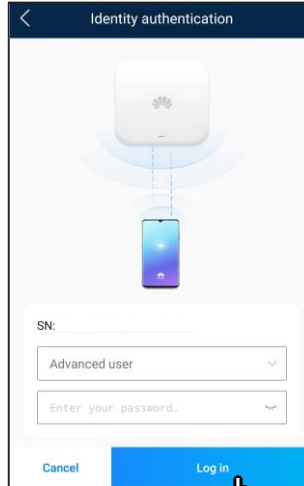 Identity authentication
SN:
Advanced user
Enter your password.
Cancel
Log in